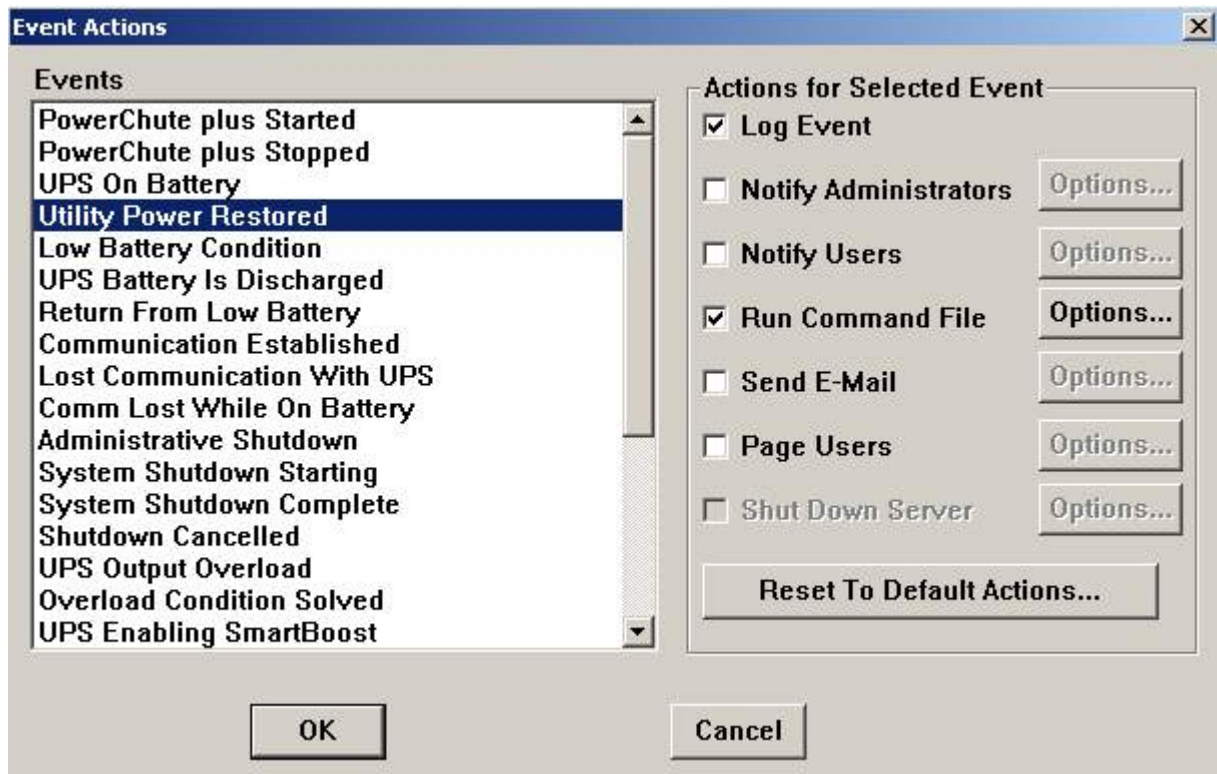 Event Actions
Events
PowerChute plus Started
PowerChute plus Stopped
UPS On Battery
Utility Power Restored
Low Battery Condition
UPS Battery Is Discharged
Return From Low Battery
Communication Established
Lost Communication With UPS
Comm Lost While On Battery
Administrative Shutdown
System Shutdown Starting
System Shutdown Complete
Shutdown Cancelled
UPS Output Overload
Overload Condition Solved
UPS Enabling SmartBoost
Actions for Selected Event
Log Event
Notify Administrators Options...
Notify Users Options...
Run Command File Options...
Send E-Mail Options...
Page Users Options...
Shut Down Server Options...
Reset To Default Actions...
OK Cancel